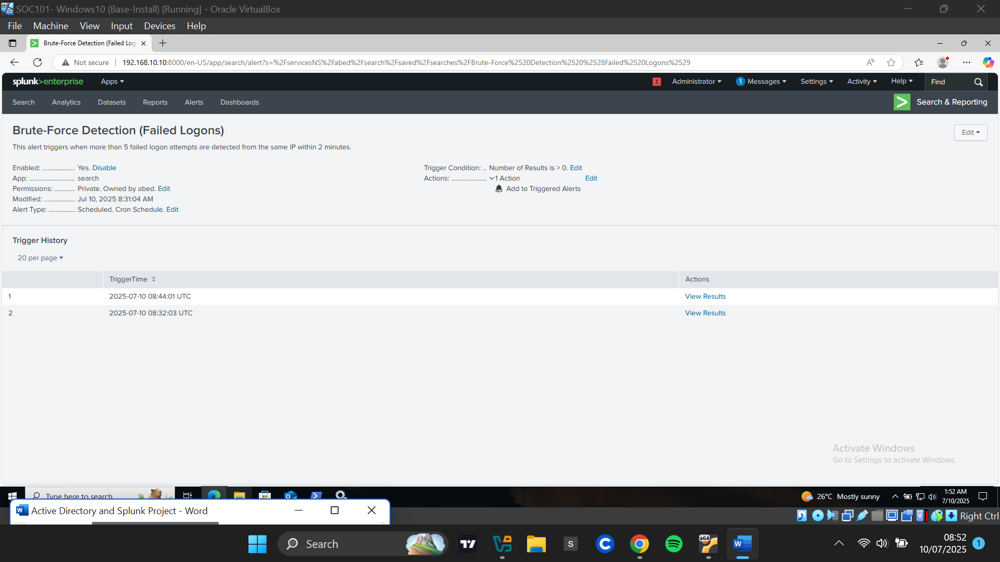 SOC101- Windows10 (Base-Install) [Running] - Oracle VirtualBox
File Machine View Input Devices Help
Brute-Force Detection (Failed Log
Not secure 192.168.10.10:8000/en-US/app/search/alert?s=%2FservicesNS%2Fabed%2Fsearch%2Fsaved%2Fsearches%2FBrute-Force%2520Detection%2520%2528Failed%2520Logons%2529
splunk>enterprise Apps Administrator 1 Messages Settings Activity Help Find
Search Analytics Datasets Reports Alerts Dashboards Search & Reporting
Brute-Force Detection (Failed Logons)
Edit
This alert triggers when more than 5 failed logon attempts are detected from the same IP within 2 minutes.
Enabled: ................... Yes. Disable
App: ........................... search
Permissions: ............ Private. Owned by abed. Edit
Modified: .................. Jul 10, 2025 8:31:04 AM
Alert Type: ................ Scheduled. Cron Schedule. Edit
Trigger Condition: .. Number of Results is > 0. Edit
Actions: ..................... 1 Action Edit
Add to Triggered Alerts
Trigger History
20 per page
TriggerTime Actions
1 2025-07-10 08:44:01 UTC View Results
2 2025-07-10 08:32:03 UTC View Results
Activate Windows
Go to Settings to activate Windows.
Type here to search
26°C Mostly sunny
1:52 AM
7/10/2025
Active Directory and Splunk Project - Word
Right Ctrl
Search
08:52
10/07/2025
1